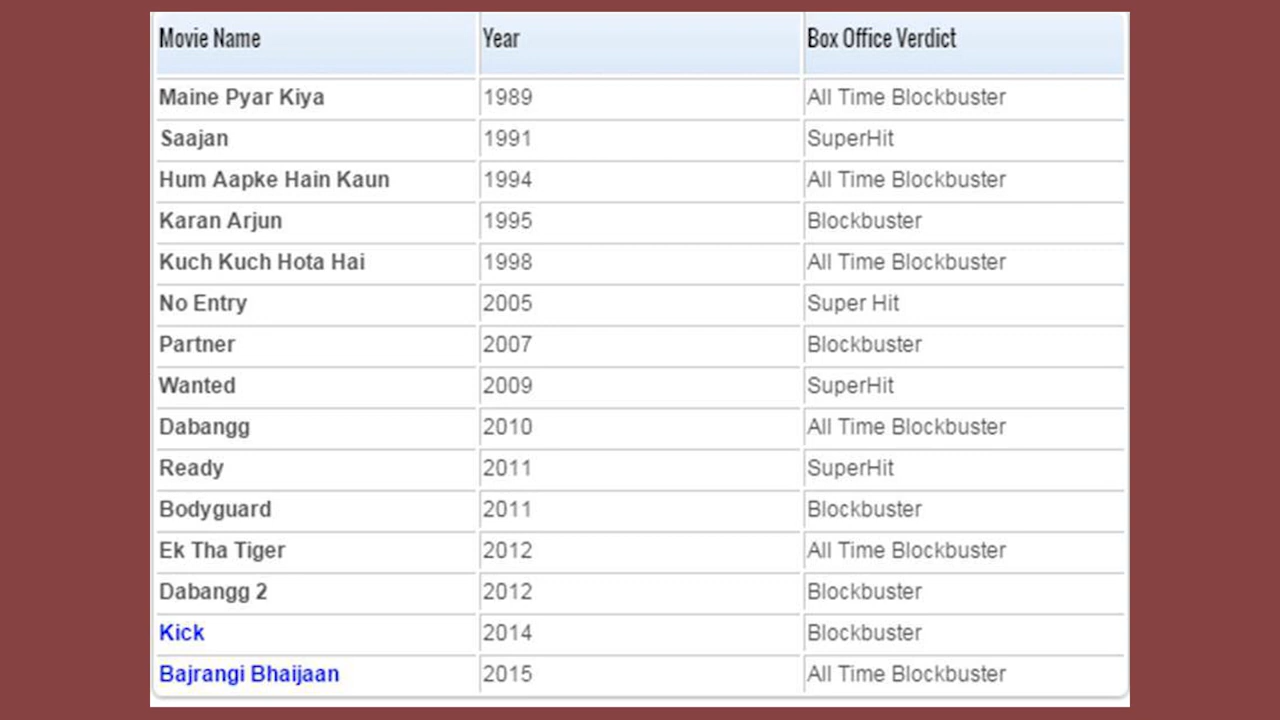 Movie Name Year Box Office Verdict
Maine Pyar Kiya 1989 All Time Blockbuster
Saajan 1991 SuperHit
Hum Aapke Hain Kaun 1994 All Time Blockbuster
Karan Arjun 1995 Blockbuster
Kuch Kuch Hota Hai 1998 All Time Blockbuster
No Entry 2005 Super Hit
Partner 2007 Blockbuster
Wanted 2009 SuperHit
Dabangg 2010 All Time Blockbuster
Ready 2011 SuperHit
Bodyguard 2011 Blockbuster
Ek Tha Tiger 2012 All Time Blockbuster
Dabangg 2 2012 Blockbuster
Kick 2014 Blockbuster
Bajrangi Bhaijaan 2015 All Time Blockbuster